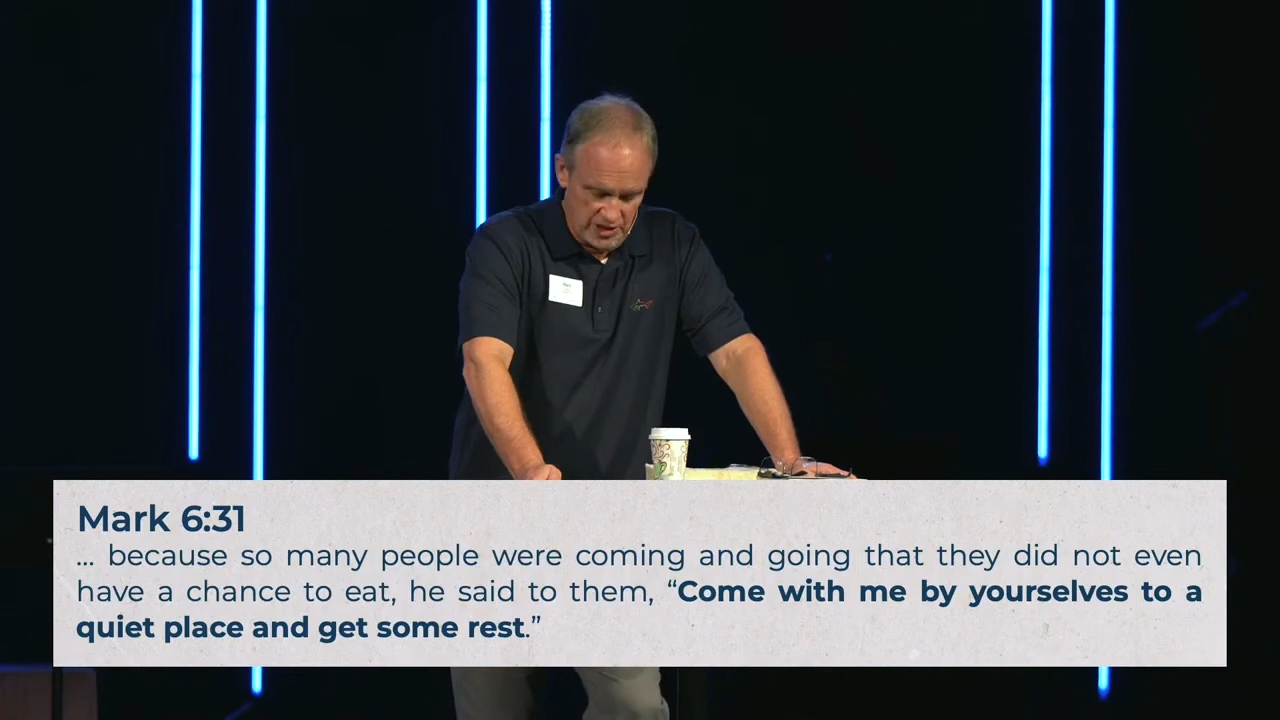 Mark 6:31
... because so many people were coming and going that they did not even
have a chance to eat, he said to them, “Come with me by yourselves to a
quiet place and get some rest.”